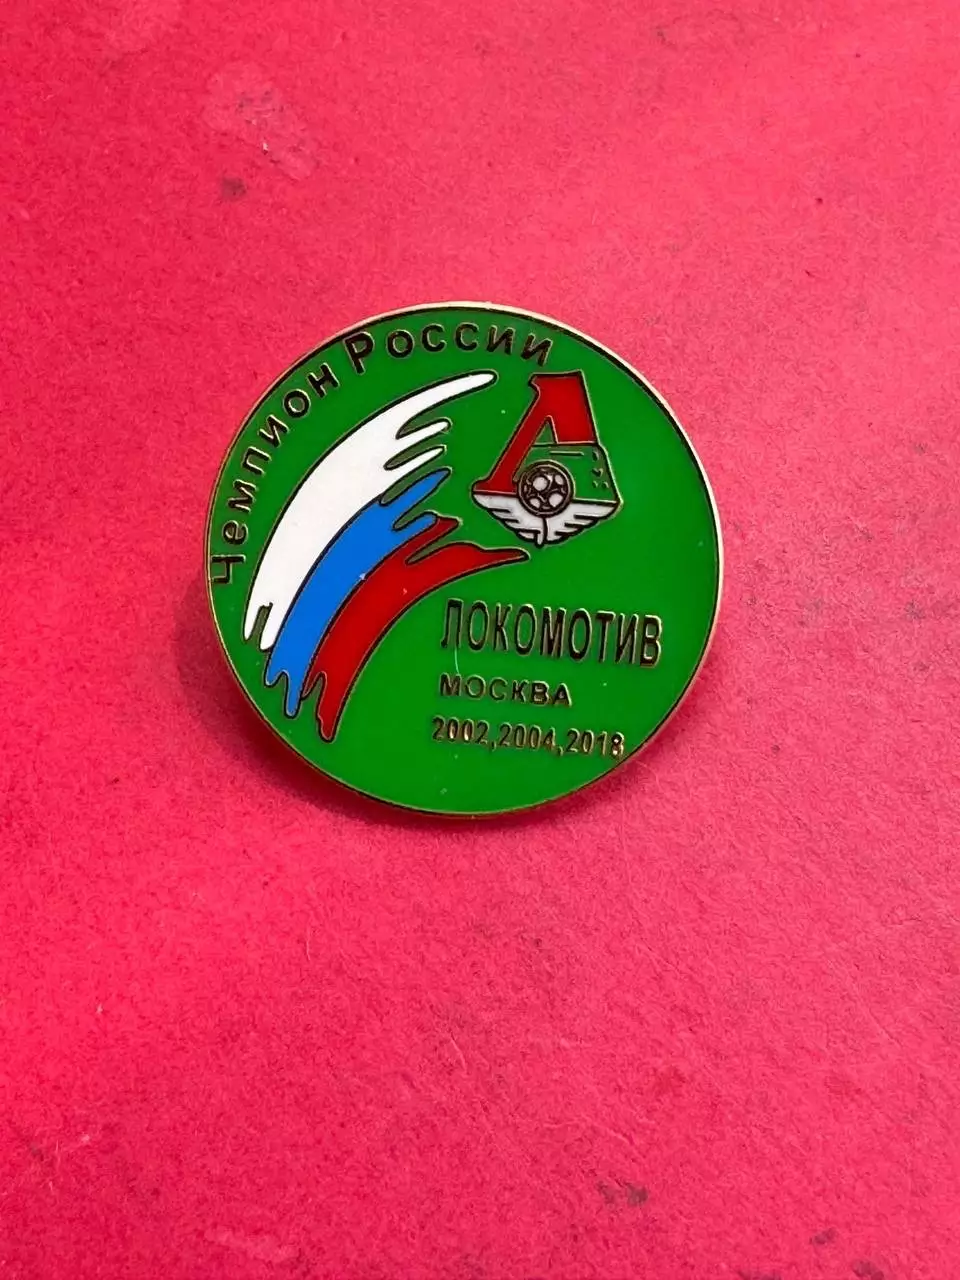 Чемпион России
ЛОКОМОТИВ
МОСКВА
2002,2004,2018